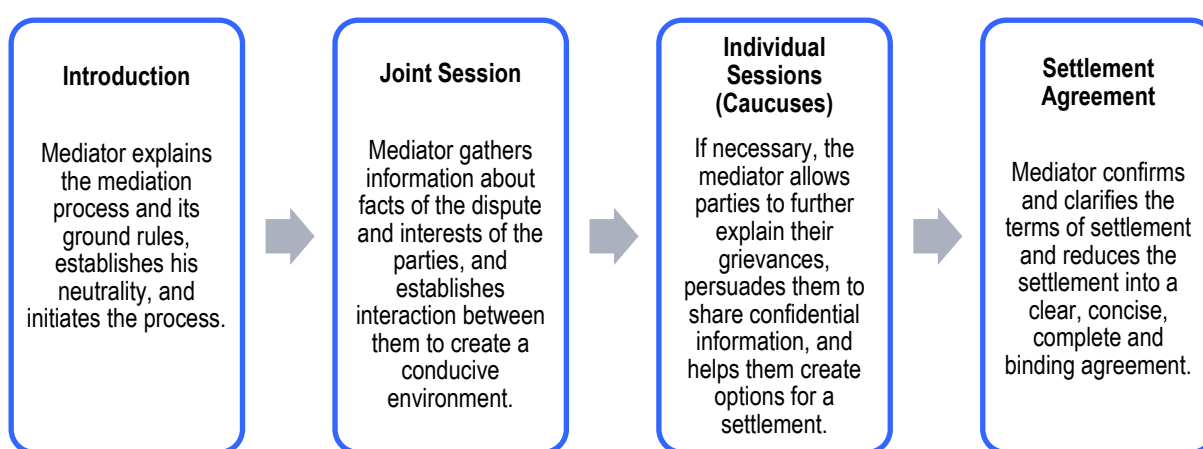 Introduction
Mediator explains
the mediation
process and its
ground rules,
establishes his
neutrality, and
initiates the process.
Joint Session
Mediator gathers
information about
facts of the dispute
and interests of the
parties, and
establishes
interaction between
them to create a
conducive
environment.
Individual
Sessions
(Caucuses)
If necessary, the
mediator allows
parties to further
explain their
grievances,
persuades them to
share confidential
information, and
helps them create
options for a
settlement.
Settlement
Agreement
Mediator confirms
and clarifies the
terms of settlement
and reduces the
settlement into a
clear, concise,
complete and
binding agreement.